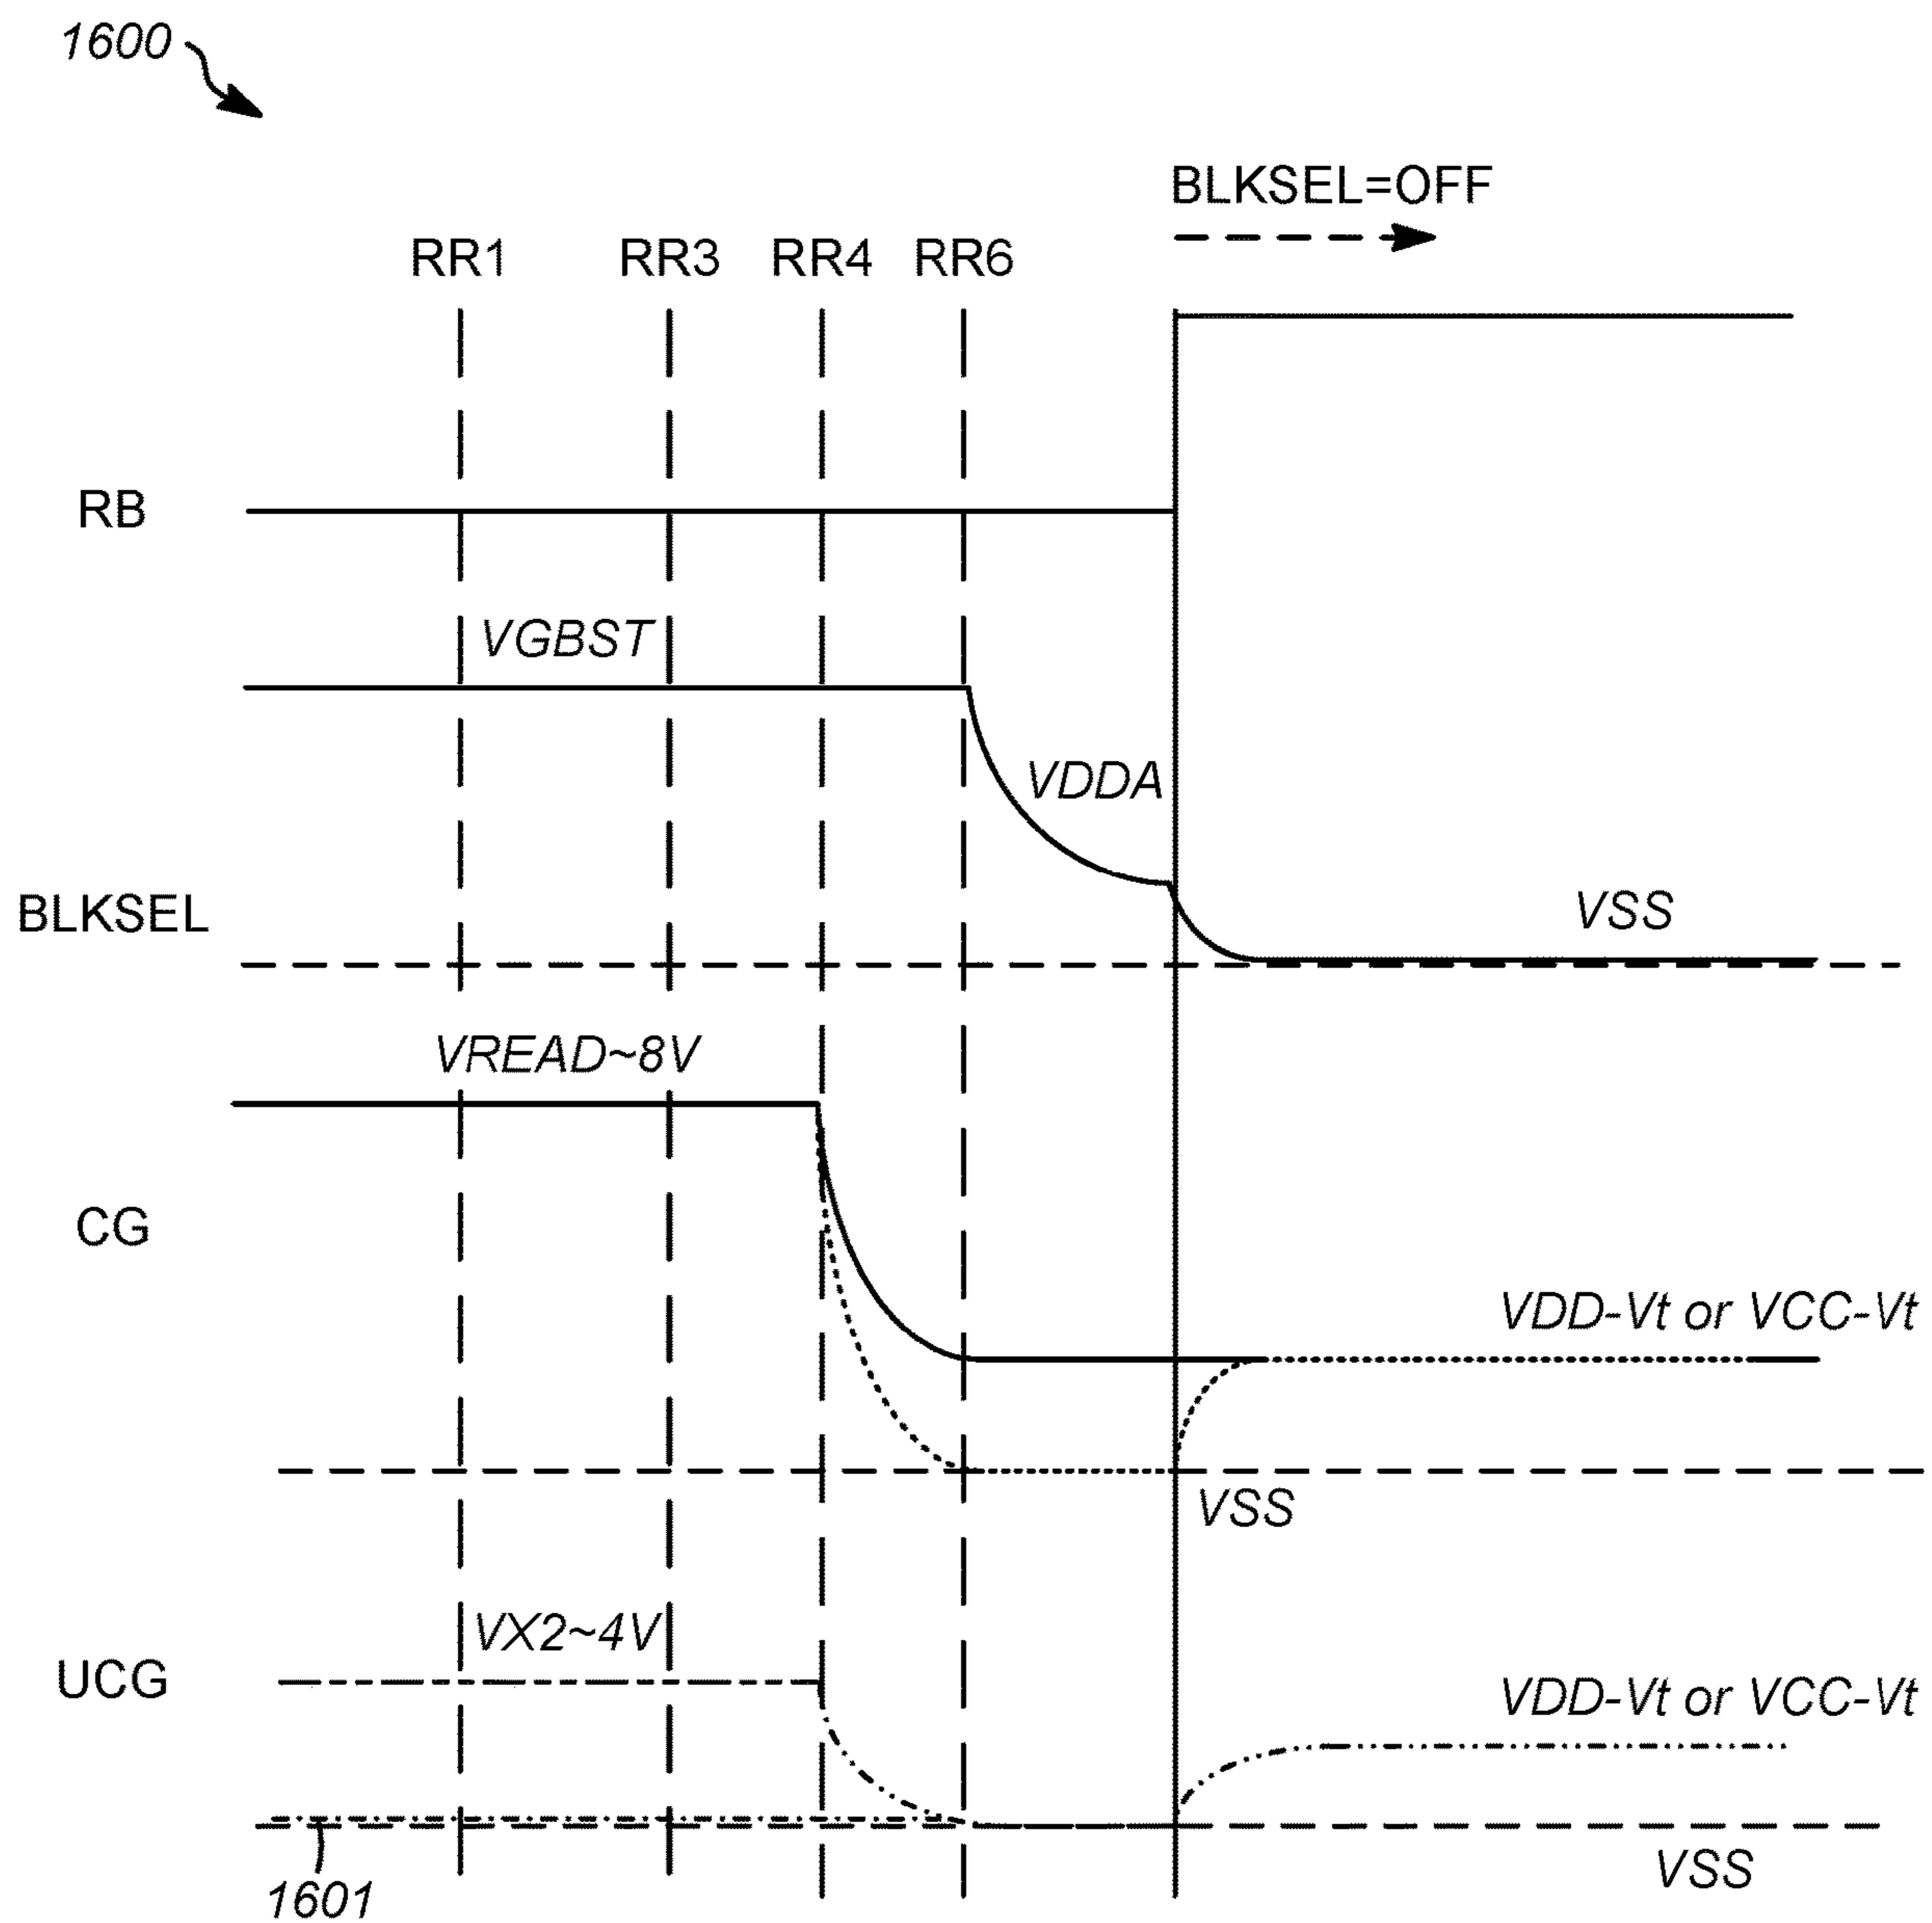 1600
BLKSEL=OFF
RR1 RR3 RR4 RR6
RB
VGBST
VDDA
BLKSEL
VSS
VREAD~8V
CG
VDD-Vt or VCC-Vt
VSS
VX2~4V
UCG
VDD-Vt or VCC-Vt
VSS
1601